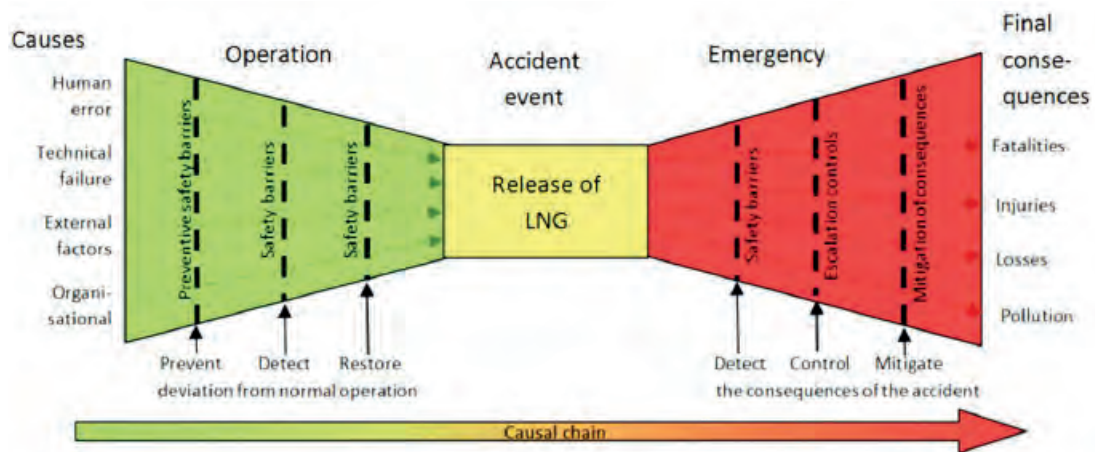 Causes
Operation
Accident
event
Emergency
Final
conse-
quences
Human
error
Technical
failure
External
factors
Organi-
sational
Preventive safety barriers
Safety barriers
Safety barriers
Release of
LNG
Safety barriers
Escalation controls
Mitigation of consequences
Fatalities
Injuries
Losses
Pollution
Prevent Detect Restore
deviation from normal operation
Detect Control Mitigate
the consequences of the accident
Causal chain